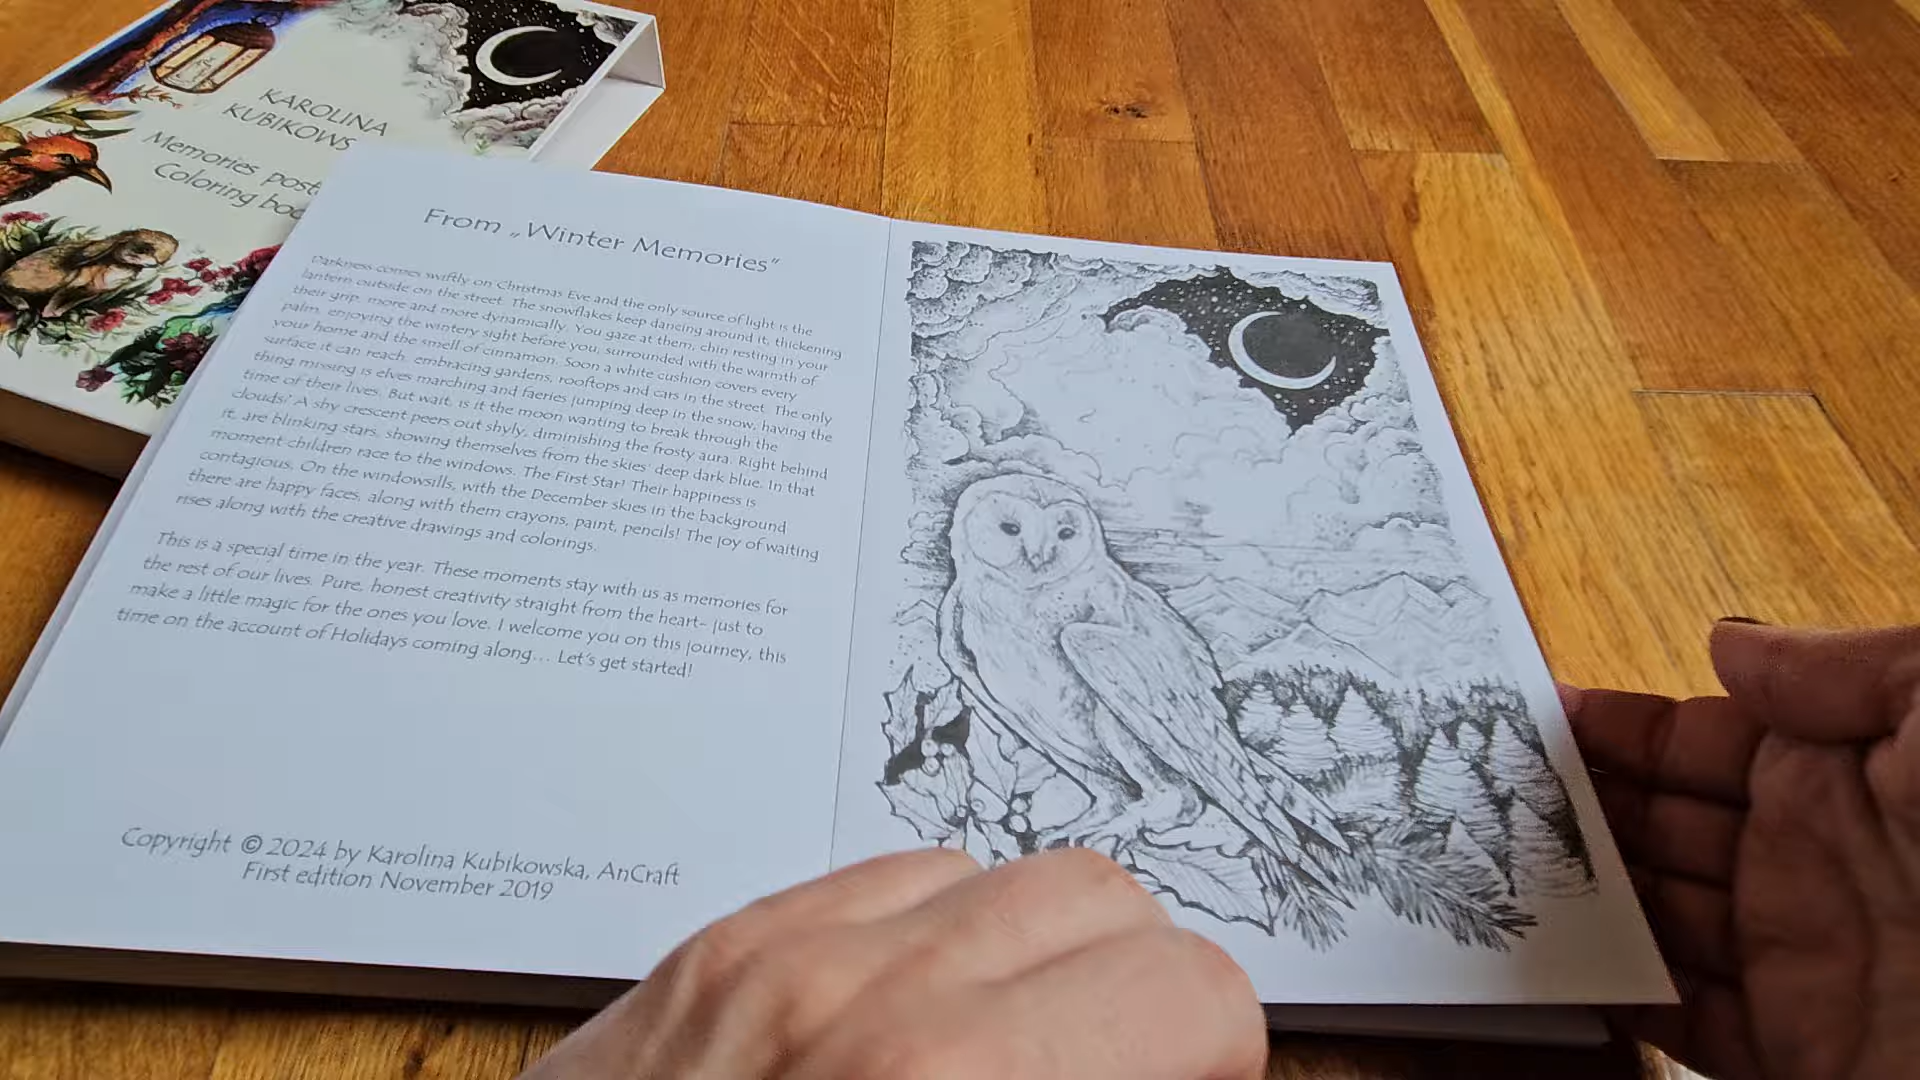 KAROLINA
KUBIKOWS
Memories post
Coloring boo
From „Winter Memories"
Darkness comes swiftly on Christmas Eve and the only source of light is the
lantern outside on the street. The snowflakes keep dancing around it, thickening
their grip, more and more dynamically. You gaze at them, chin resting in your
palm, enjoying the wintery sight before you, surrounded with the warmth of
your home and the smell of cinnamon. Soon a white cushion covers every
surface it can reach, embracing gardens, rooftops and cars in the street. The only
thing missing is elves marching and faeries jumping deep in the snow, having the
time of their lives. But wait, is it the moon wanting to break through the
clouds? A shy crescent peers out shyly, diminishing the frosty aura. Right behind
it, are blinking stars, showing themselves from the skies' deep dark blue. In that
moment children race to the windows. The First Star! Their happiness is
contagious. On the windowsills, with the December skies in the background
there are happy faces, along with them crayons, paint, pencils! The joy of waiting
rises along with the creative drawings and colorings.
This is a special time in the year. These moments stay with us as memories for
the rest of our lives. Pure, honest creativity straight from the heart– just to
make a little magic for the ones you love. I welcome you on this journey, this
time on the account of Holidays coming along... Let's get started!
Copyright © 2024 by Karolina Kubikowska, AnCraft
First edition November 2019